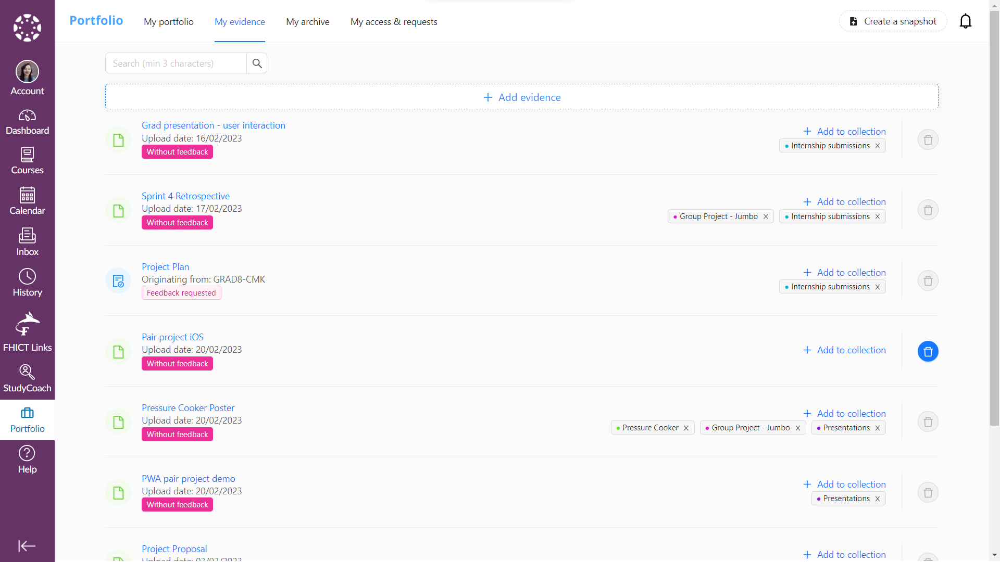 Portfolio
My portfolio
My evidence
My archive
My access & requests
Create a snapshot
Account
Dashboard
Courses
Calendar
Inbox
History
F
FHICT Links
StudyCoach
Portfolio
Help
Search (min 3 characters)
Add evidence
Grad presentation - user interaction
Upload date: 16/02/2023
Without feedback
Add to collection
Internship submissions
Sprint 4 Retrospective
Upload date: 17/02/2023
Without feedback
Add to collection
Group Project - Jumbo
Internship submissions
Project Plan
Originating from: GRAD8-CMK
Feedback requested
Add to collection
Internship submissions
Pair project iOS
Upload date: 20/02/2023
Without feedback
Add to collection
Pressure Cooker Poster
Upload date: 20/02/2023
Without feedback
Add to collection
Pressure Cooker
Group Project - Jumbo
Presentations
PWA pair project demo
Upload date: 20/02/2023
Without feedback
Add to collection
Presentations
Project Proposal
Upload date: 03/03/2023
Add to collection